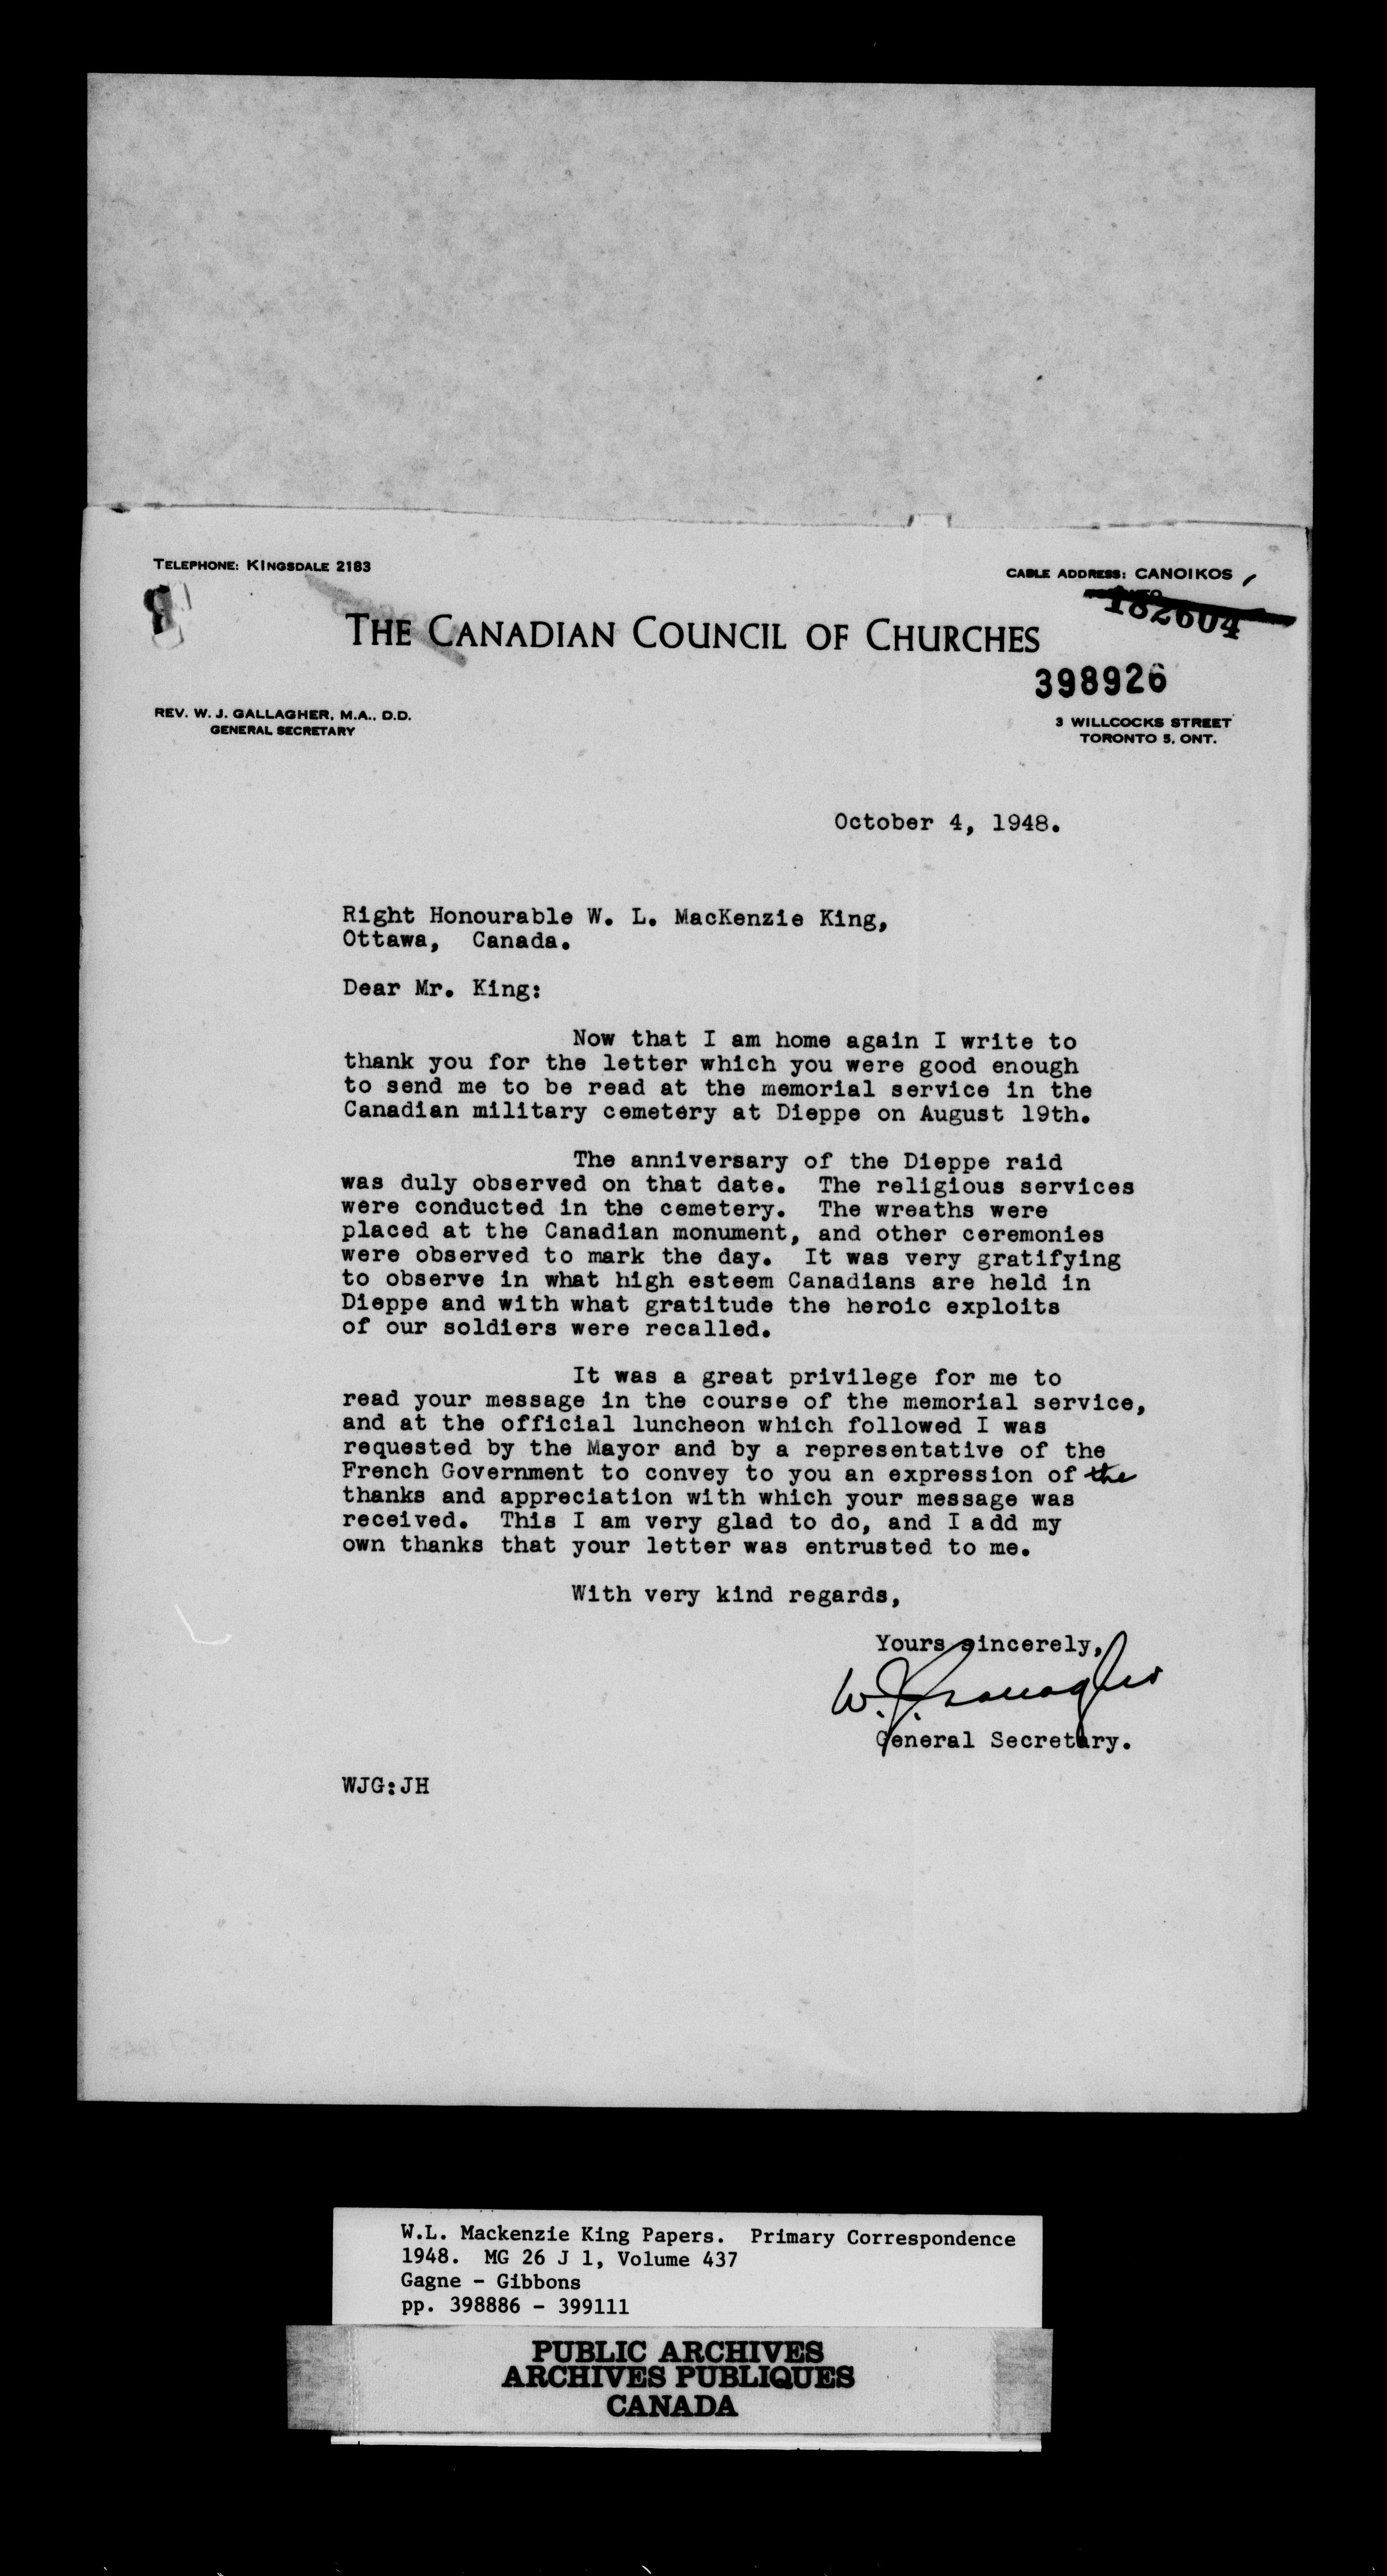 TELEPHONE: KINGSDALE 2183
CABLE ADDRESS: CANOIKOS
182604
THE CANADIAN COUNCIL OF CHURCHES
398926
REV. W. J. GALLAGHER, M.A., D.D.
GENERAL SECRETARY
3 WILLCOCKS STREET
TORONTO 5, ONT.
October 4, 1948.
Right Honourable W. L. MacKenzie King,
Ottawa, Canada.
Dear Mr. King:
Now that I am home again I write to
thank you for the letter which you were good enough
to send me to be read at the memorial service in the
Canadian military cemetery at Dieppe on August 19th.
The anniversary of the Dieppe raid
was duly observed on that date. The religious services
were conducted in the cemetery. The wreaths were
placed at the Canadian monument, and other ceremonies
were observed to mark the day. It was very gratifying
to observe in what high esteem Canadians are held in
Dieppe and with what gratitude the heroic exploits
of our soldiers were recalled.
It was a great privilege for me to
read your message in the course of the memorial service,
and at the official luncheon which followed I was
requested by the Mayor and by a representative of the
French Government to convey to you an expression of the
thanks and appreciation with which your message was
received. This I am very glad to do, and I add my
own thanks that your letter was entrusted to me.
With very kind regards,
Yours sincerely,
W. J. Gallagher
General Secretary.
WJG:JH
W.L. Mackenzie King Papers. Primary Correspondence
1948. MG 26 J 1, Volume 437
Gagne - Gibbons
pp. 398886 - 399111
PUBLIC ARCHIVES
ARCHIVES PUBLIQUES
CANADA